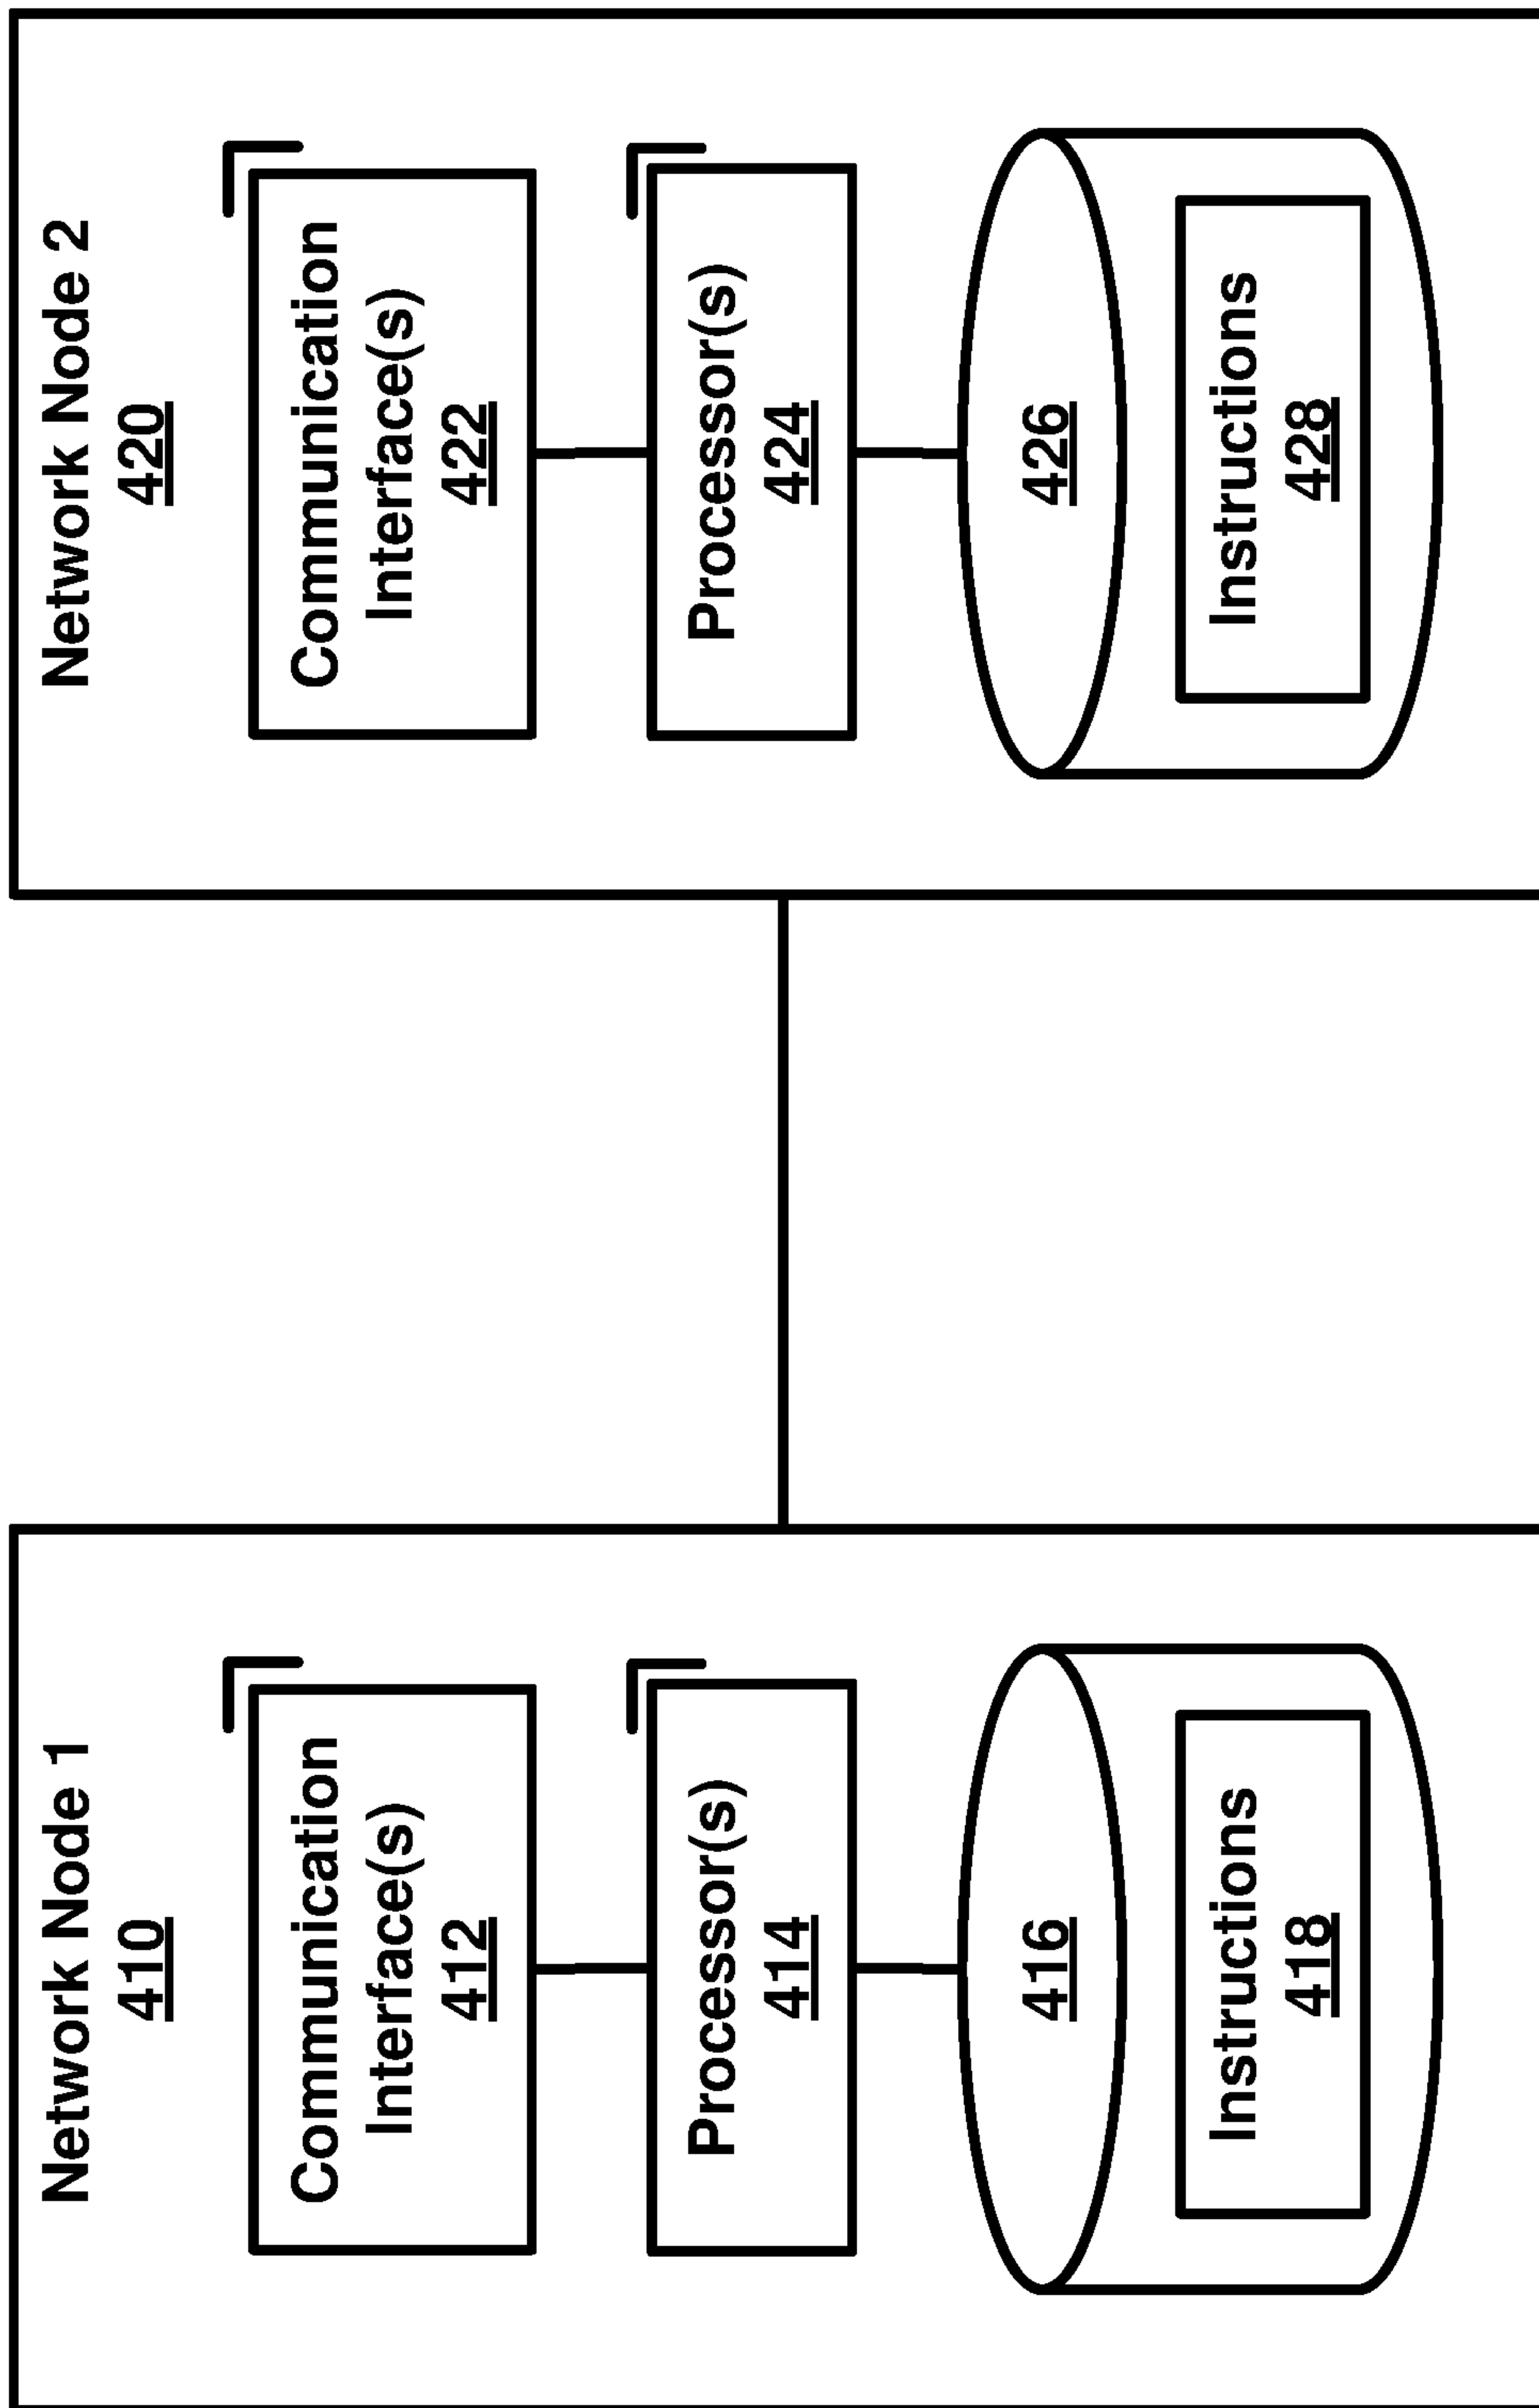 Network Node 1
410
Communication
Interface(s)
412
Processor(s)
414
416
Instructions
418
Network Node 2
420
Communication
Interface(s)
422
Processor(s)
424
426
Instructions
428